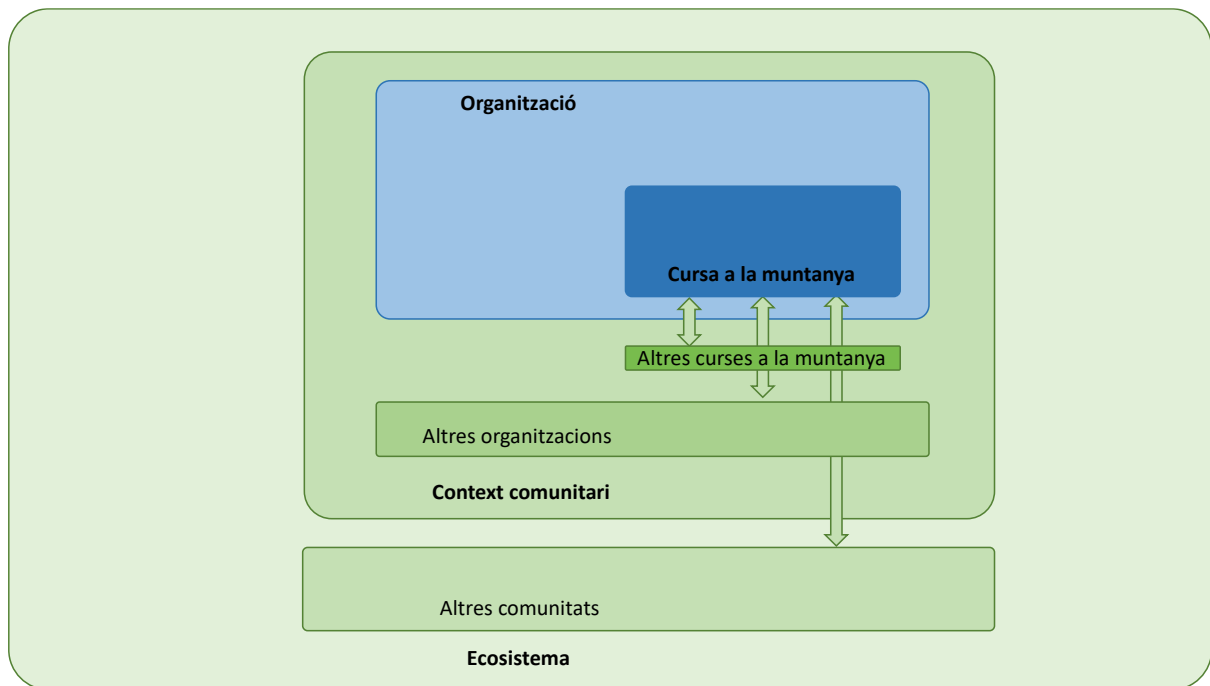 Organització
Cursa a la muntanya
Altres curses a la muntanya
Altres organitzacions
Context comunitari
Altres comunitats
Ecosistema